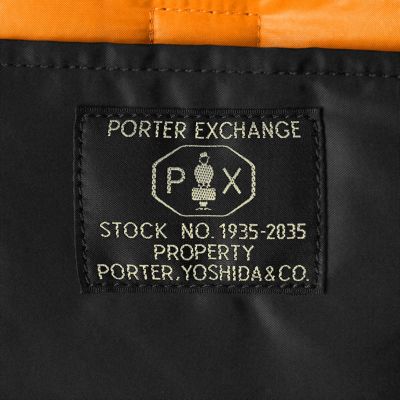 PORTER EXCHANGE
P X
STOCK NO. 1935-2035
PROPERTY
PORTER, YOSHIDA & CO.